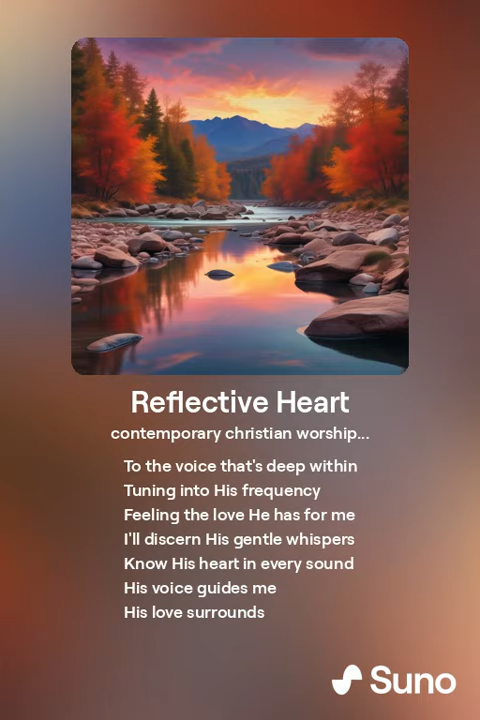 Reflective Heart
contemporary christian worship...
To the voice that's deep within
Tuning into His frequency
Feeling the love He has for me
I'll discern His gentle whispers
Know His heart in every sound
His voice guides me
His love surrounds
Suno